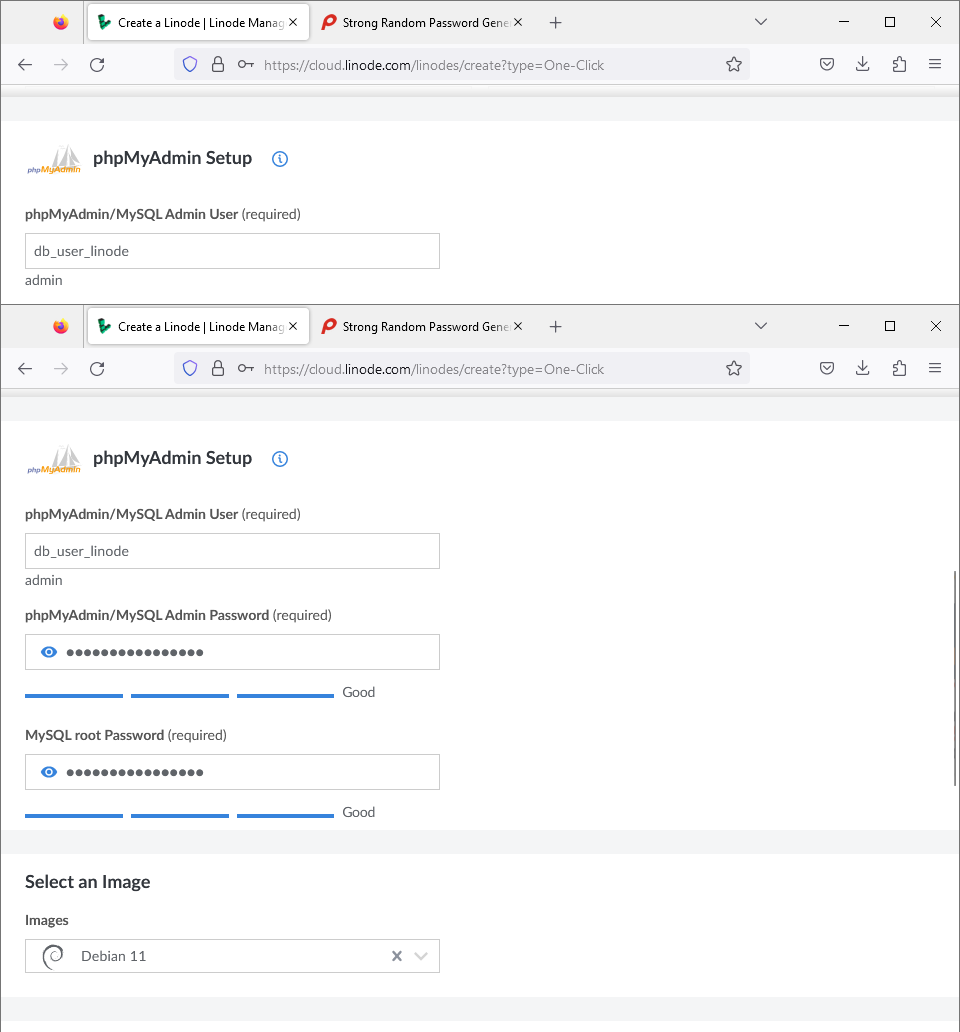 Create a Linode | Linode Manag
Strong Random Password Gene
https://cloud.linode.com/linodes/create?type=One-Click
phpMyAdmin
phpMyAdmin Setup
phpMyAdmin/MySQL Admin User (required)
db_user_linode
admin
Create a Linode | Linode Manag
Strong Random Password Gene
https://cloud.linode.com/linodes/create?type=One-Click
phpMyAdmin
phpMyAdmin Setup
phpMyAdmin/MySQL Admin User (required)
db_user_linode
admin
phpMyAdmin/MySQL Admin Password (required)
••••••••••••••••
Good
MySQL root Password (required)
••••••••••••••••
Good
Select an Image
Images
Debian 11